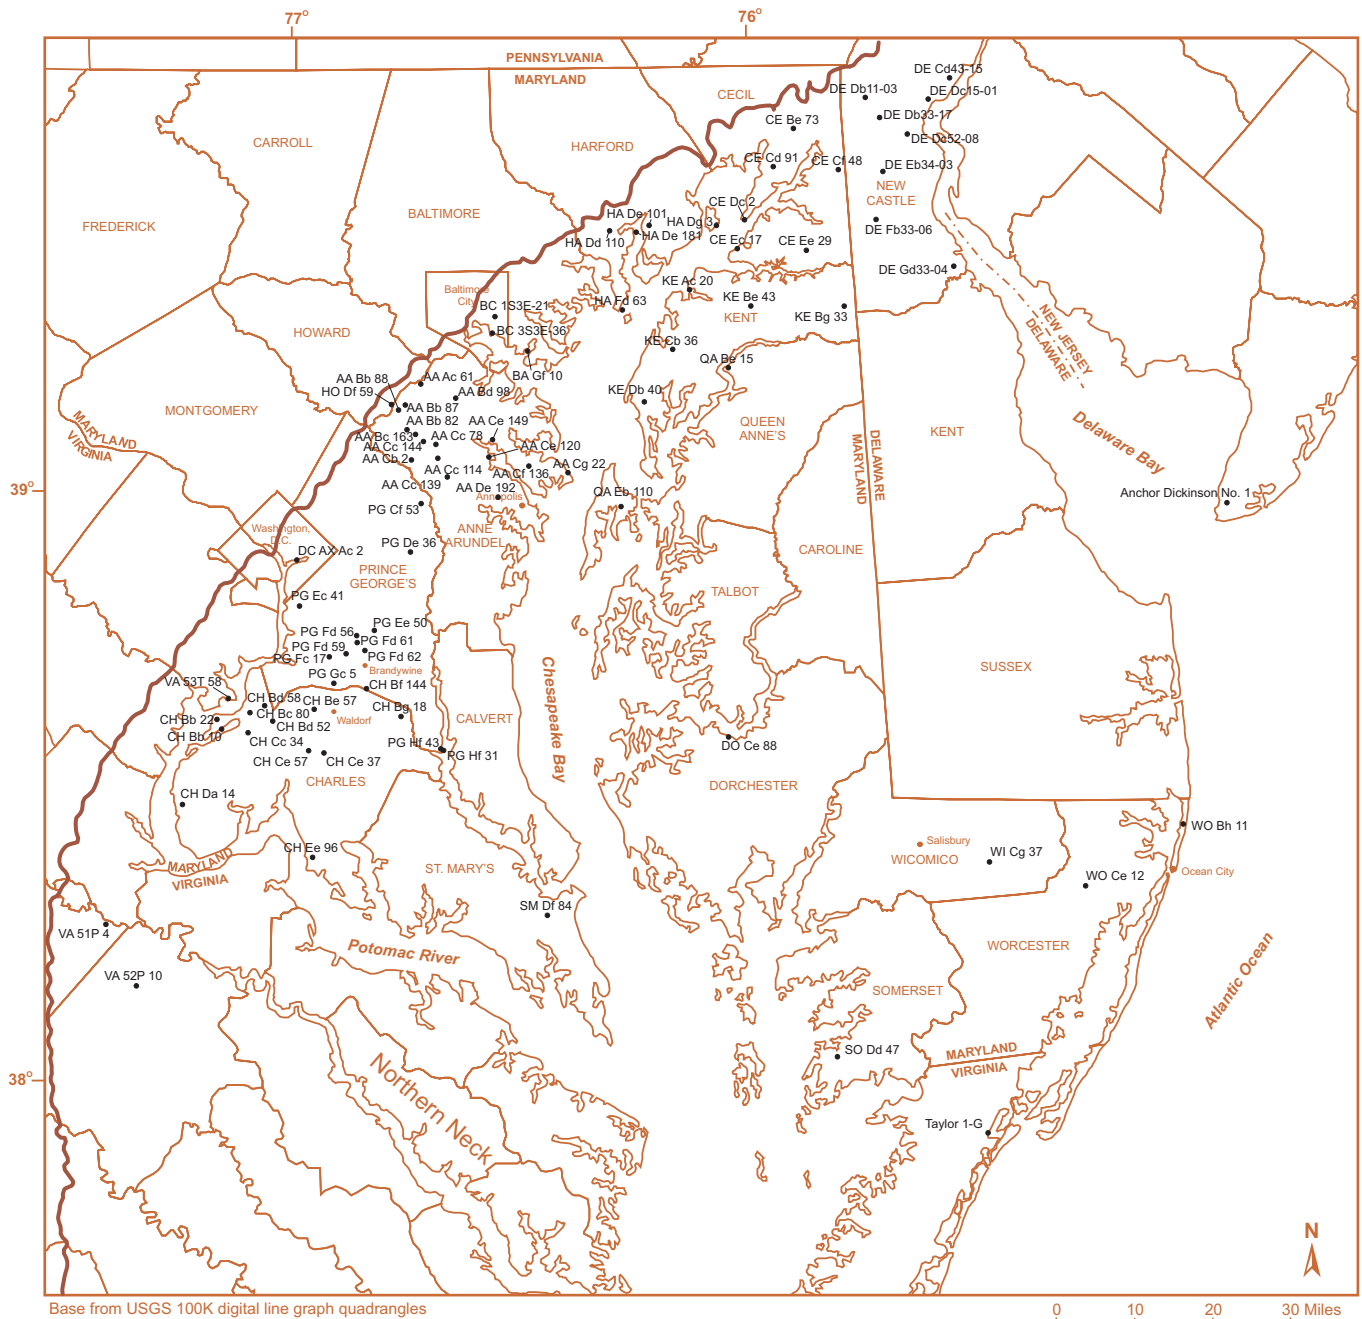 77°
76°
PENNSYLVANIA
MARYLAND
CECIL
DE Cd43-15
DE Db11-03
DE Dc15-01
CE Be 73
DE Db33-17
CARROLL
HARFORD
DE Dc52-08
CE Cd 91
CE Cf 48
DE Eb34-03
NEW
CASTLE
BALTIMORE
CE Dc 2
FREDERICK
HA De 101
HA Dg 3
DE Fb33-06
HA Dd 110
HA De 181
CE Ec 17
CE Ee 29
DE Gd33-04
KE Ac 20
Baltimore
City
HA Fd 63
KE Be 43
BC 1S3E-21
KENT
KE Bg 33
HOWARD
BC 3S3E-36
NEW JERSEY
DELAWARE
KE Cb 36
QA Be 15
BA Gf 10
AA Bb 88
AA Ac 61
HO Df 59
AA Bd 98
KE Db 40
MONTGOMERY
AA Bb 87
MARYLAND
VIRGINIA
AA Bb 82
AA Ce 149
QUEEN
ANNE'S
KENT
Delaware Bay
AA Bc 163
AA Cc 78
AA Cc 144
AA Ce 120
AA Cb 2
AA Cc 114
AA Cf 136
AA Cg 22
DELAWARE
MARYLAND
39°
AA Cc 139
AA De 192
QA Eb 110
Anchor Dickinson No. 1
Annapolis
PG Cf 53
ANNE
ARUNDEL
Washington,
D.C.
PG De 36
DC AX Ac 2
CAROLINE
PRINCE
GEORGE'S
TALBOT
PG Ec 41
PG Ee 50
PG Fd 56
PG Fd 61
PG Fd 59
PG Fd 62
PG Fc 17
Brandywine
SUSSEX
PG Gc 5
VA 53T 58
CH Bf 144
CH Bd 58
CH Be 57
CH Bg 18
CH Bc 80
Waldorf
CALVERT
Chesapeake Bay
CH Bb 22
CH Bd 52
CH Bb 10
CH Cc 34
PG Hf 43
PG Hf 31
DO Ce 88
CH Ce 57
CH Ce 37
CHARLES
DORCHESTER
CH Da 14
WO Bh 11
Salisbury
CH Ee 96
WI Cg 37
WICOMICO
MARYLAND
VIRGINIA
ST. MARY'S
WO Ce 12
Ocean City
SM Df 84
VA 51P 4
Potomac River
WORCESTER
VA 52P 10
SOMERSET
Atlantic Ocean
SO Dd 47
MARYLAND
VIRGINIA
38°
Northern Neck
Taylor 1-G
N
Base from USGS 100K digital line graph quadrangles
0 10 20 30 Miles